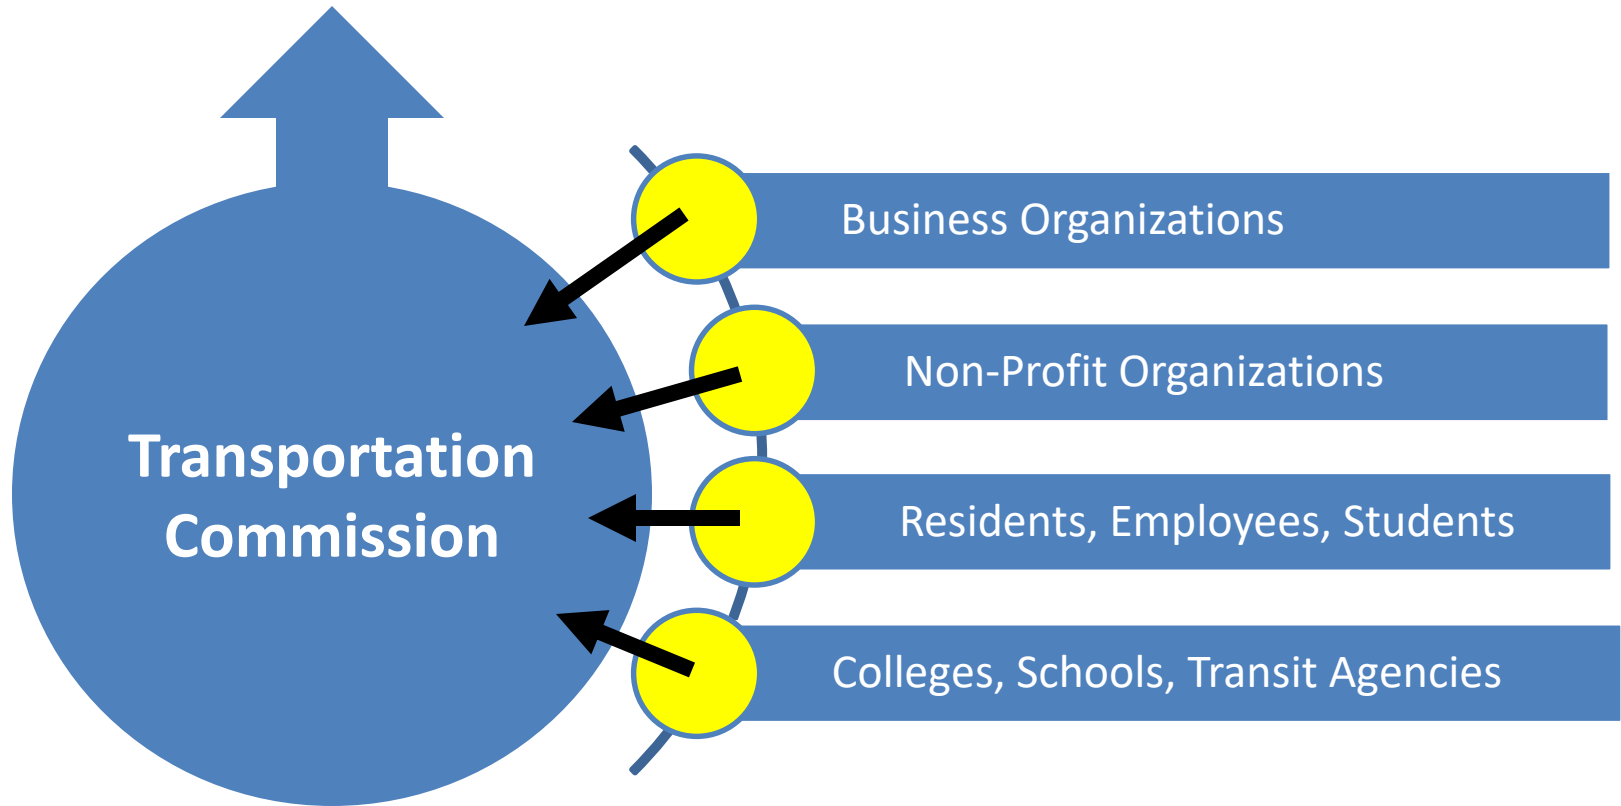 Business Organizations
Non-Profit Organizations
Transportation
Commission
Residents, Employees, Students
Colleges, Schools, Transit Agencies